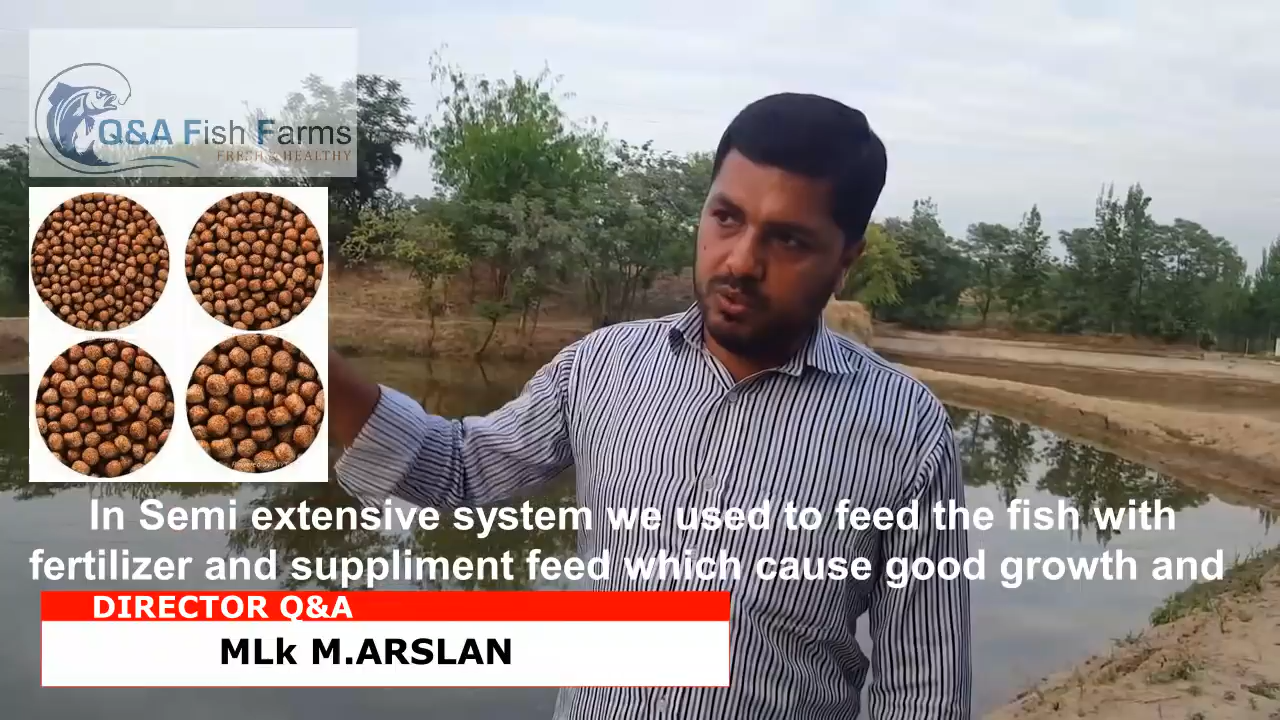 Q&A Fish Farms
FRESH & HEALTHY
In Semi extensive system we used to feed the fish with
fertilizer and suppliment feed which cause good growth and
DIRECTOR Q&A
MLk M.ARSLAN